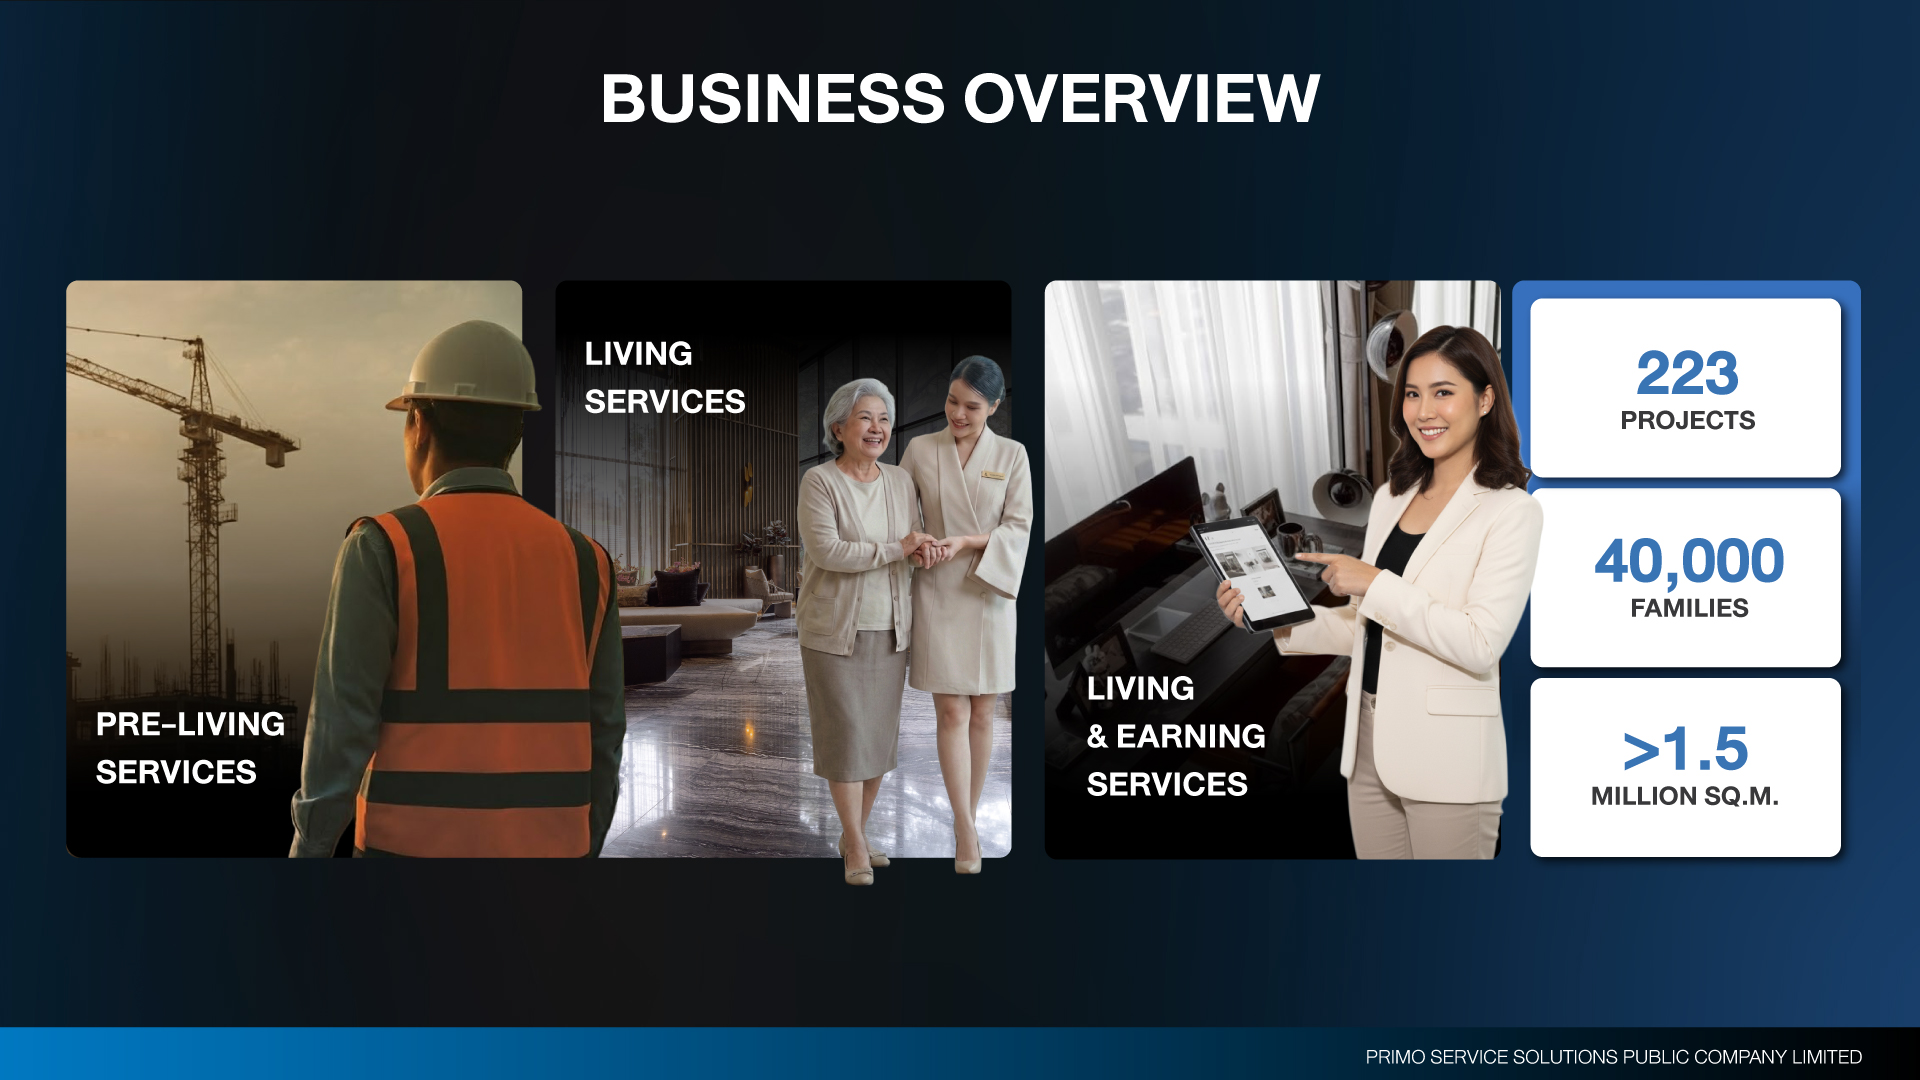 BUSINESS OVERVIEW
PRE-LIVING
SERVICES
LIVING
SERVICES
LIVING
& EARNING
SERVICES
223
PROJECTS
40,000
FAMILIES
>1.5
MILLION SQ.M.
PRIMO SERVICE SOLUTIONS PUBLIC COMPANY LIMITED